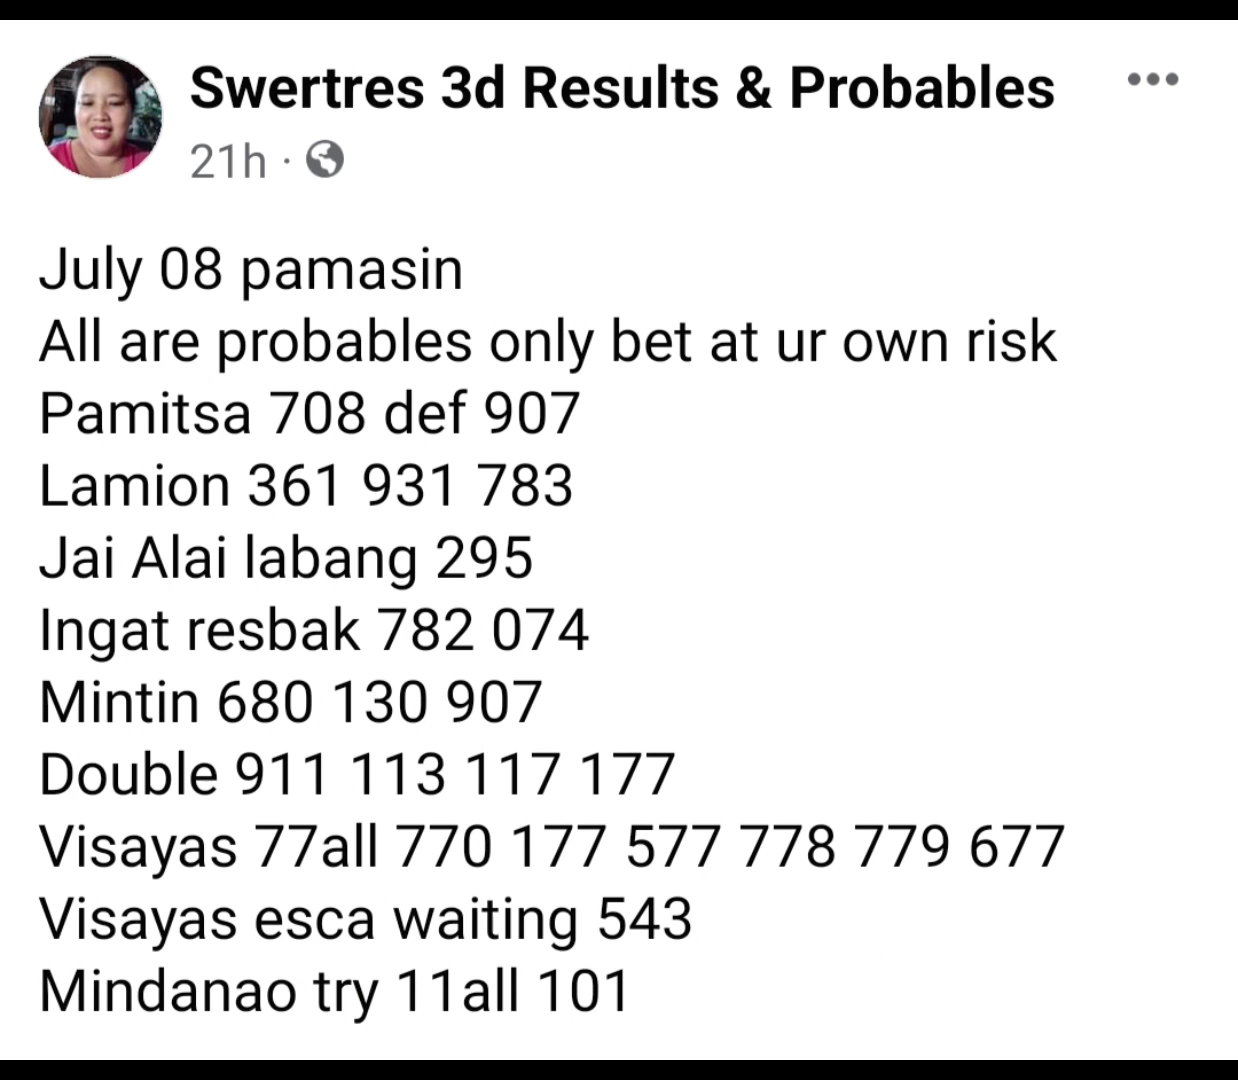 Swertres 3d Results & Probables
21h ·
July 08 pamasin
All are probables only bet at ur own risk
Pamitsa 708 def 907
Lamion 361 931 783
Jai Alai labang 295
Ingat resbak 782 074
Mintin 680 130 907
Double 911 113 117 177
Visayas 77all 770 177 577 778 779 677
Visayas esca waiting 543
Mindanao try 11all 101